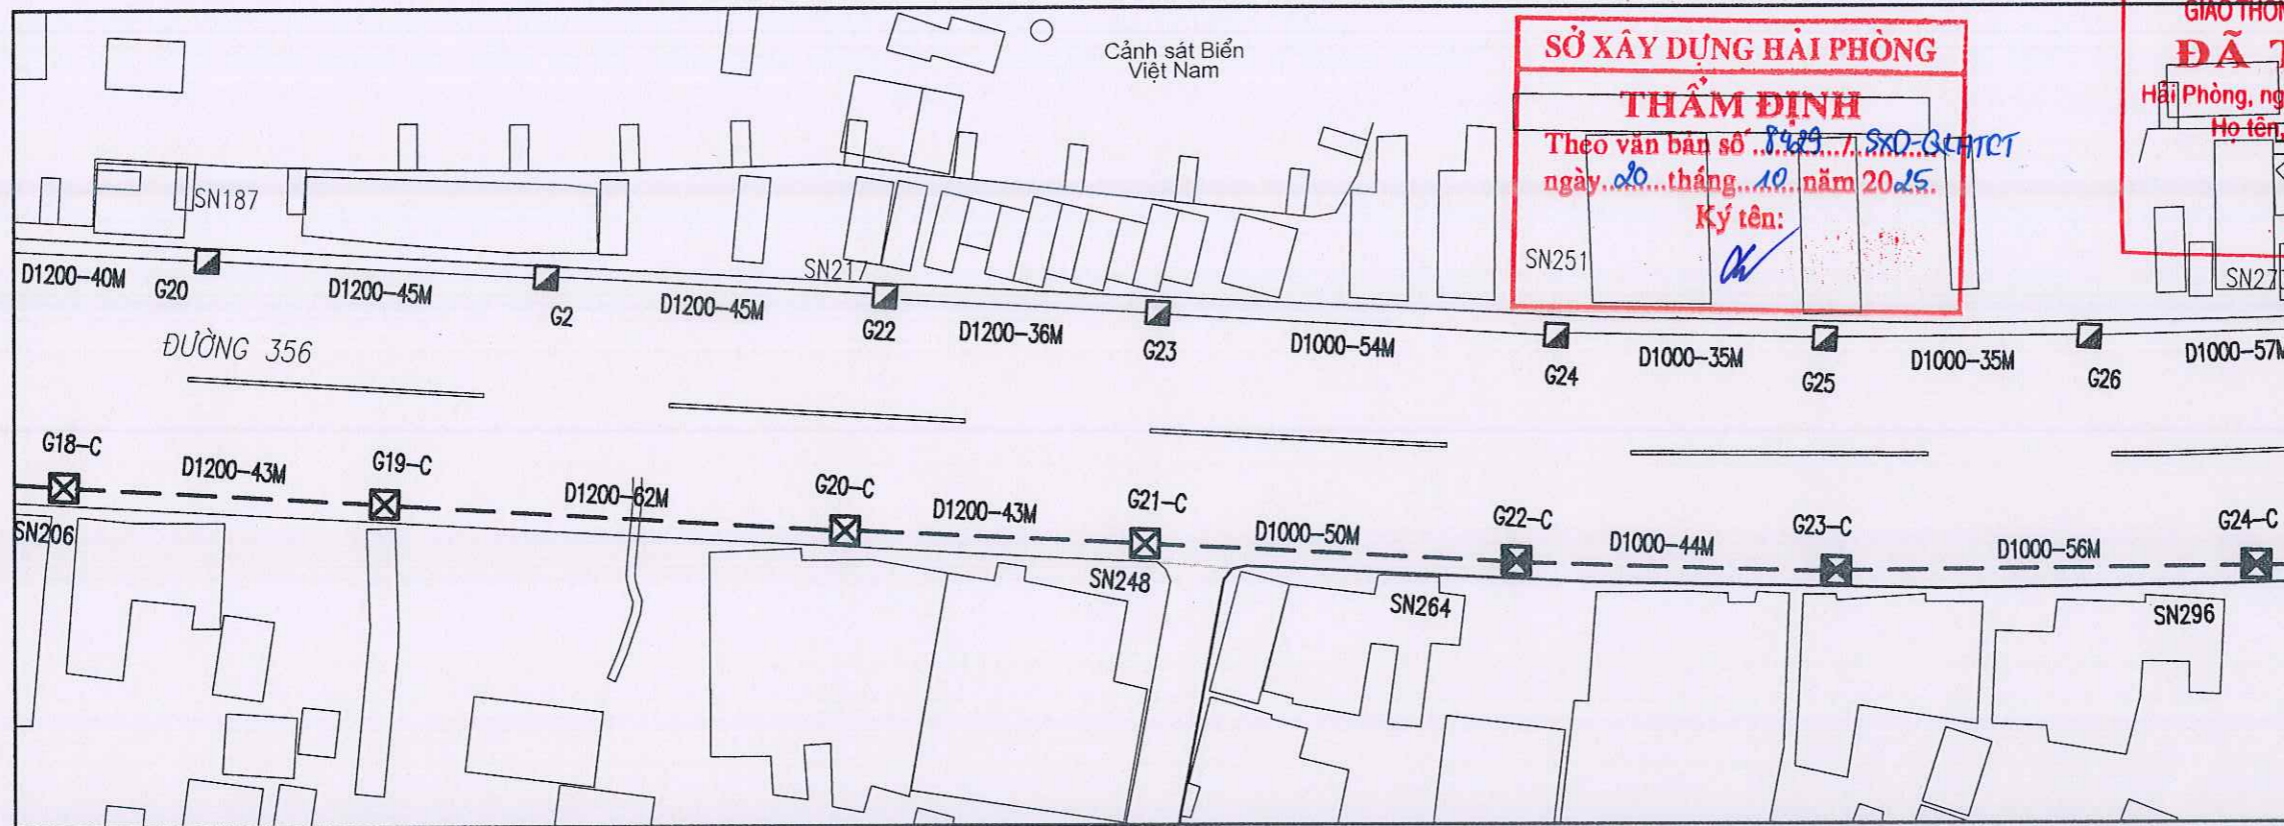 Cảnh sát Biển
Việt Nam
SỞ XÂY DỰNG HẢI PHÒNG
THẨM ĐỊNH
Theo văn bản số 8429 / SXD-QLHTCT
ngày 20 tháng 10 năm 2025
Ký tên:
GIAO THÔN
ĐÃ T
Hải Phòng, ng
Họ tên,
SN187
SN217
SN251
SN27
D1200-40M
G20
D1200-45M
G2
D1200-45M
G22
D1200-36M
G23
D1000-54M
G24
D1000-35M
G25
D1000-35M
G26
D1000-57M
ĐƯỜNG 356
G18-C
D1200-43M
G19-C
D1200-62M
G20-C
D1200-43M
G21-C
D1000-50M
G22-C
D1000-44M
G23-C
D1000-56M
G24-C
SN206
SN248
SN264
SN296